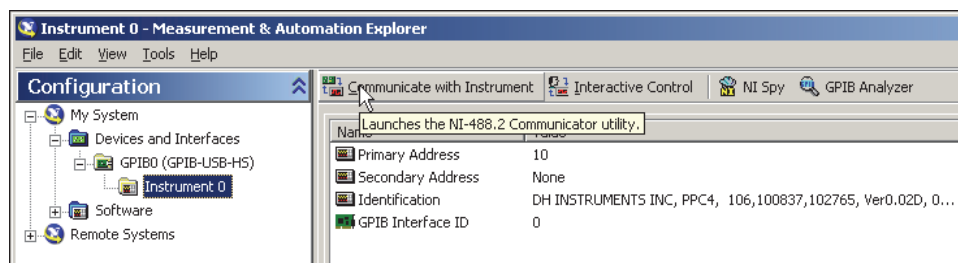 Instrument 0 - Measurement & Automation Explorer
File Edit View Tools Help
Configuration
Communicate with Instrument Interactive Control NI Spy GPIB Analyzer
Launches the NI-488.2 Communicator utility.
My System
Devices and Interfaces
GPIB0 (GPIB-USB-HS)
Instrument 0
Software
Remote Systems
Primary Address 10
Secondary Address None
Identification DH INSTRUMENTS INC, PPC4, 106,100837,102765, Ver0.02D, 0...
GPIB Interface ID 0